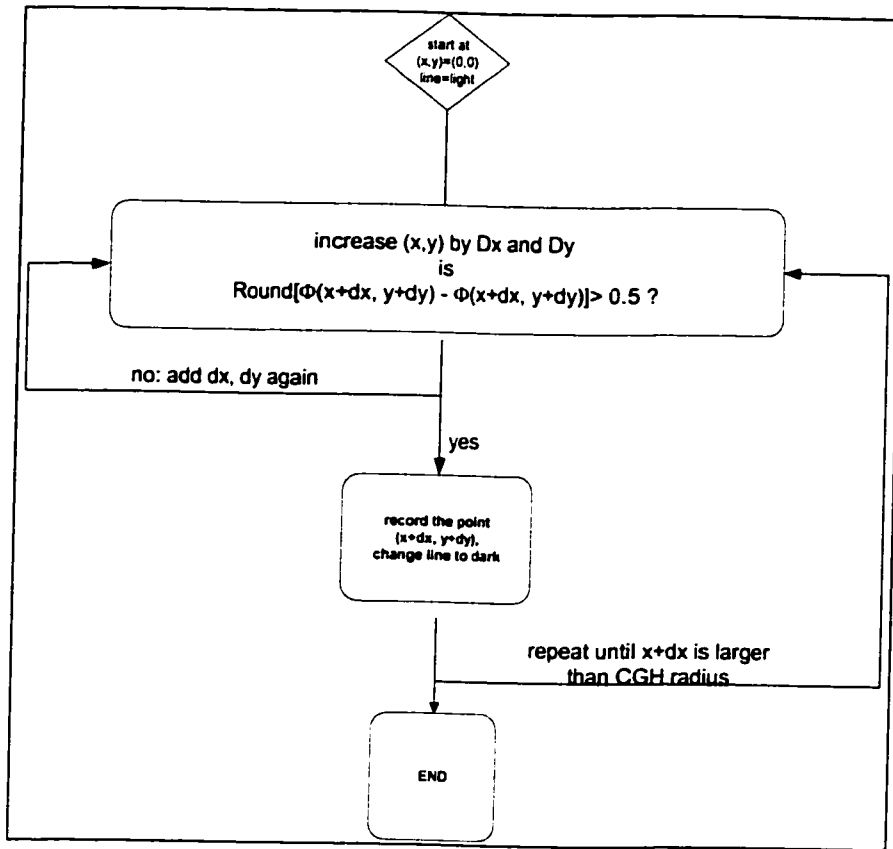 start at
(x,y)=(0,0)
line=light
increase (x,y) by Dx and Dy
is
Round[Φ(x+dx, y+dy) - Φ(x+dx, y+dy)]> 0.5 ?
no: add dx, dy again
yes
record the point
(x+dx, y+dy),
change line to dark
repeat until x+dx is larger
than CGH radius
END